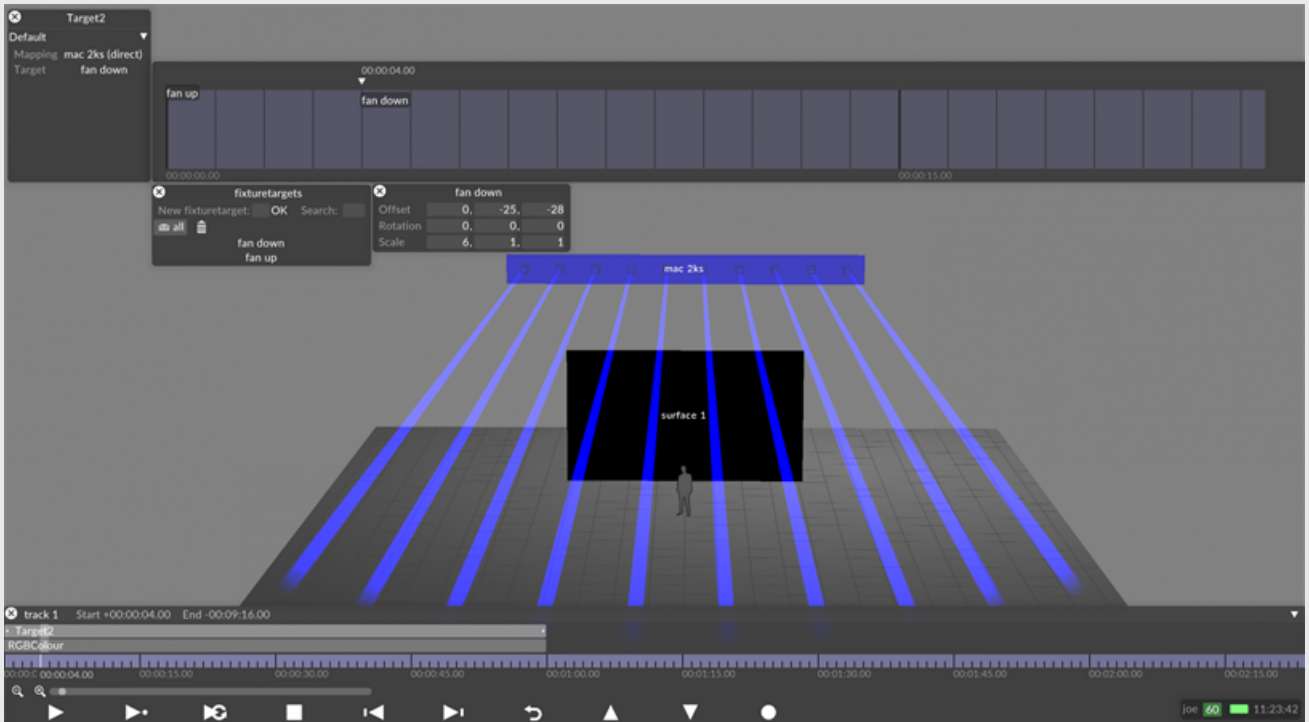 Target2
Default
Mapping mac 2ks (direct)
Target fan down
00:00:04.00
fan up
fan down
00:00:00.00
00:00:15.00
fixturetargets
New fixturetarget: OK Search:
all
fan down
fan up
fan down
Offset 0, -25, -28
Rotation 0, 0, 0
Scale 6, 1, 1
mac 2ks
surface 1
track 1 Start +00:00:04.00 End -00:09:16.00
Target2
RGBColour
00:00:04.00 00:00:15.00 00:00:30.00 00:00:45.00 00:01:00.00 00:01:15.00 00:01:30.00 00:01:45.00 00:02:00.00 00:02:15.00
joe 60 11:23:42